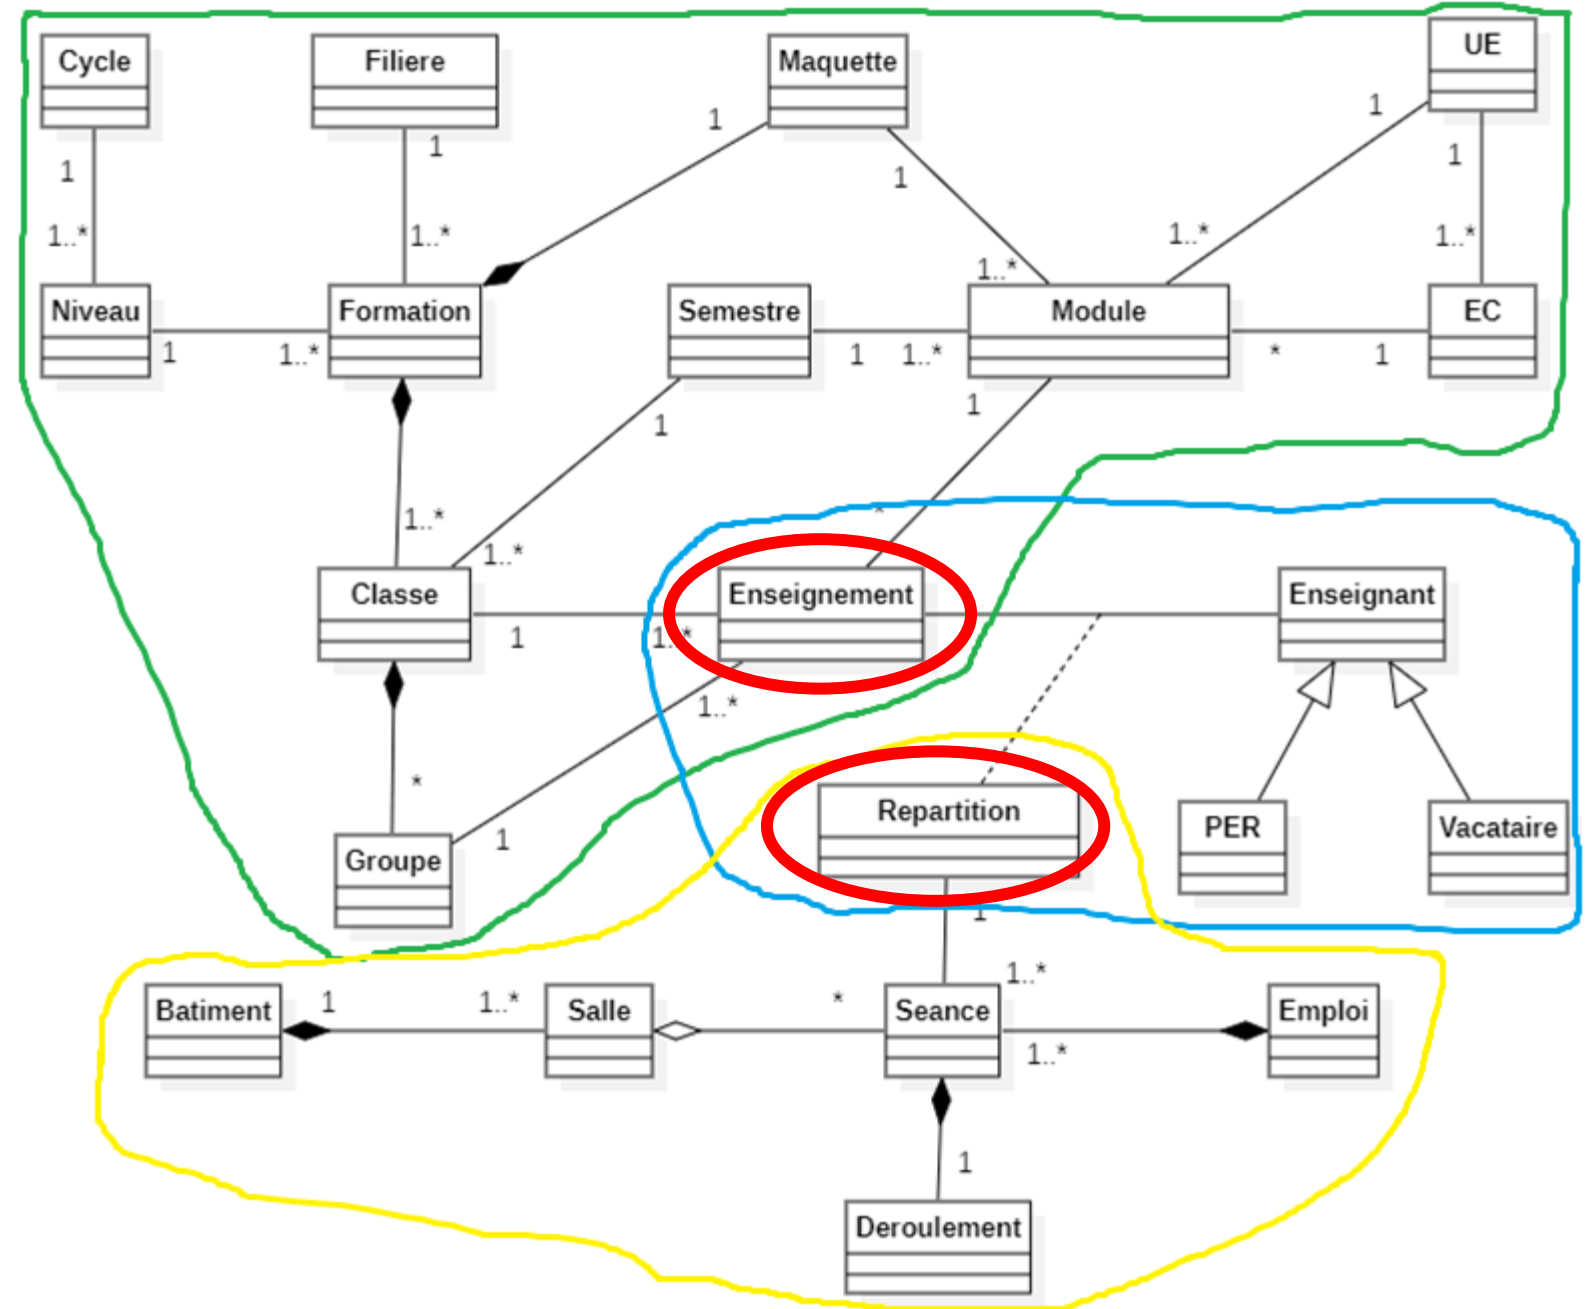 Cycle
Filiere
Maquette
UE
1
1
1
1
1
1
1..*
1..*
1..*
1..*
1..*
Niveau
Formation
Semestre
Module
EC
1
1..*
1
1..*
*
1
1
1
1..*
*
1..*
Classe
Enseignement
Enseignant
1
1..*
1..*
*
1
Groupe
Repartition
PER
Vacataire
1
1..*
Batiment
1
1..*
Salle
*
Seance
1..*
Emploi
1
Deroulement